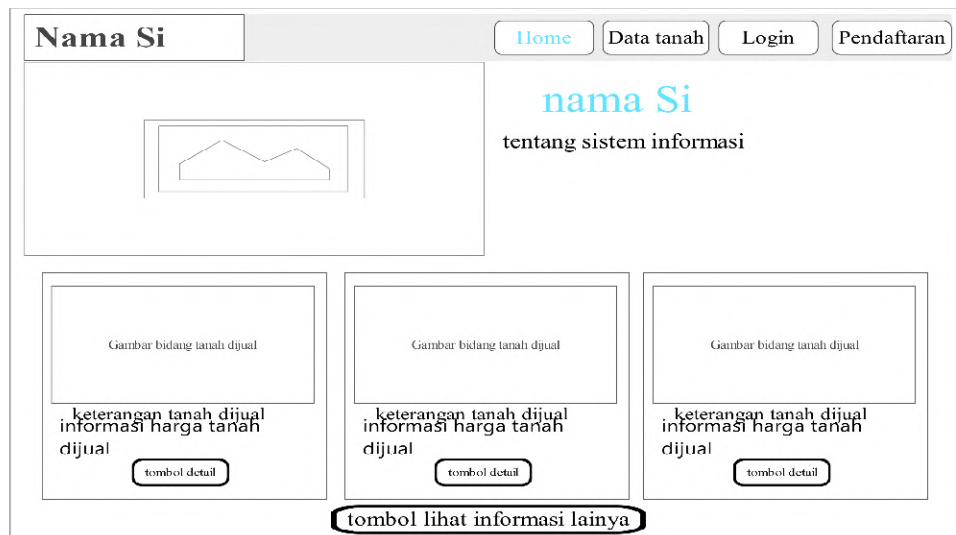 Nama Si
Home
Data tanah
Login
Pendaftaran
nama Si
tentang sistem informasi
Gambar bidang tanah dijual
keterangan tanah dijual
informasi harga tanah
dijual
tombol detail
Gambar bidang tanah dijual
keterangan tanah dijual
informasi harga tanah
dijual
tombol detail
Gambar bidang tanah dijual
keterangan tanah dijual
informasi harga tanah
dijual
tombol detail
tombol lihat informasi lainya